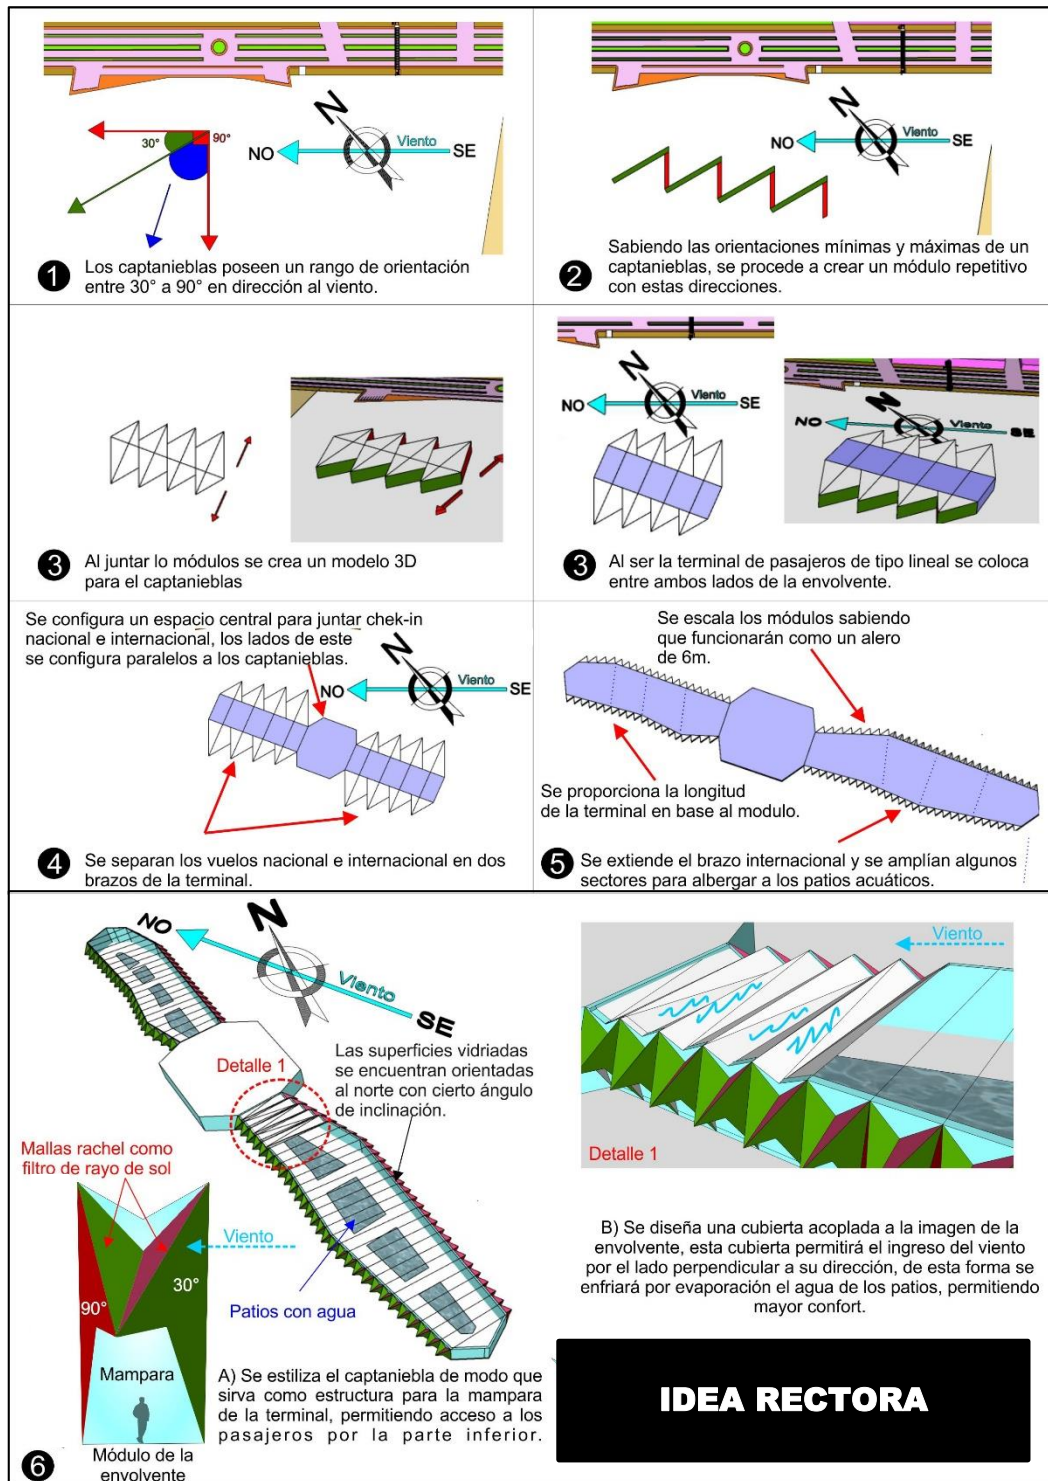 30°
90°
N
NO
Viento
SE
1
Los captanieblas poseen un rango de orientación
entre 30° a 90° en dirección al viento.
N
NO
Viento
SE
2
Sabiendo las orientaciones mínimas y máximas de un
captanieblas, se procede a crear un módulo repetitivo
con estas direcciones.
3
Al juntar lo módulos se crea un modelo 3D
para el captanieblas
N
NO
Viento
SE
N
NO
Viento
SE
3
Al ser la terminal de pasajeros de tipo lineal se coloca
entre ambos lados de la envolvente.
Se configura un espacio central para juntar chek-in
nacional e internacional, los lados de este
se configura paralelos a los captanieblas.
N
NO
Viento
SE
4
Se separan los vuelos nacional e internacional en dos
brazos de la terminal.
Se escala los módulos sabiendo
que funcionarán como un alero
de 6m.
Se proporciona la longitud
de la terminal en base al modulo.
5
Se extiende el brazo internacional y se amplían algunos
sectores para albergar a los patios acuáticos.
NO
N
Viento
SE
Detalle 1
Las superficies vidriadas
se encuentran orientadas
al norte con cierto ángulo
de inclinación.
Mallas rachel como
filtro de rayo de sol
Viento
90°
30°
Patios con agua
Mampara
A) Se estiliza el captaniebla de modo que
sirva como estructura para la mampara
de la terminal, permitiendo acceso a los
pasajeros por la parte inferior.
6
Módulo de la
envolvente
Viento
Detalle 1
B) Se diseña una cubierta acoplada a la imagen de la
envolvente, esta cubierta permitirá el ingreso del viento
por el lado perpendicular a su dirección, de esta forma se
enfriará por evaporación el agua de los patios, permitiendo
mayor confort.
IDEA RECTORA